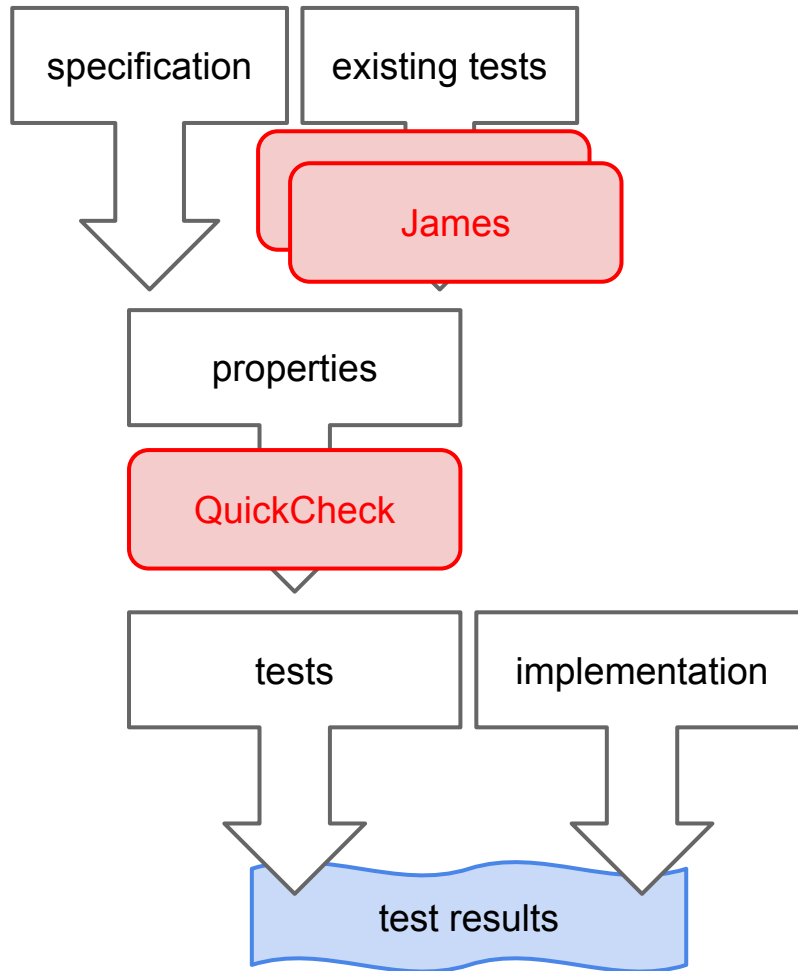 specification
existing tests
James
properties
QuickCheck
tests
implementation
test results